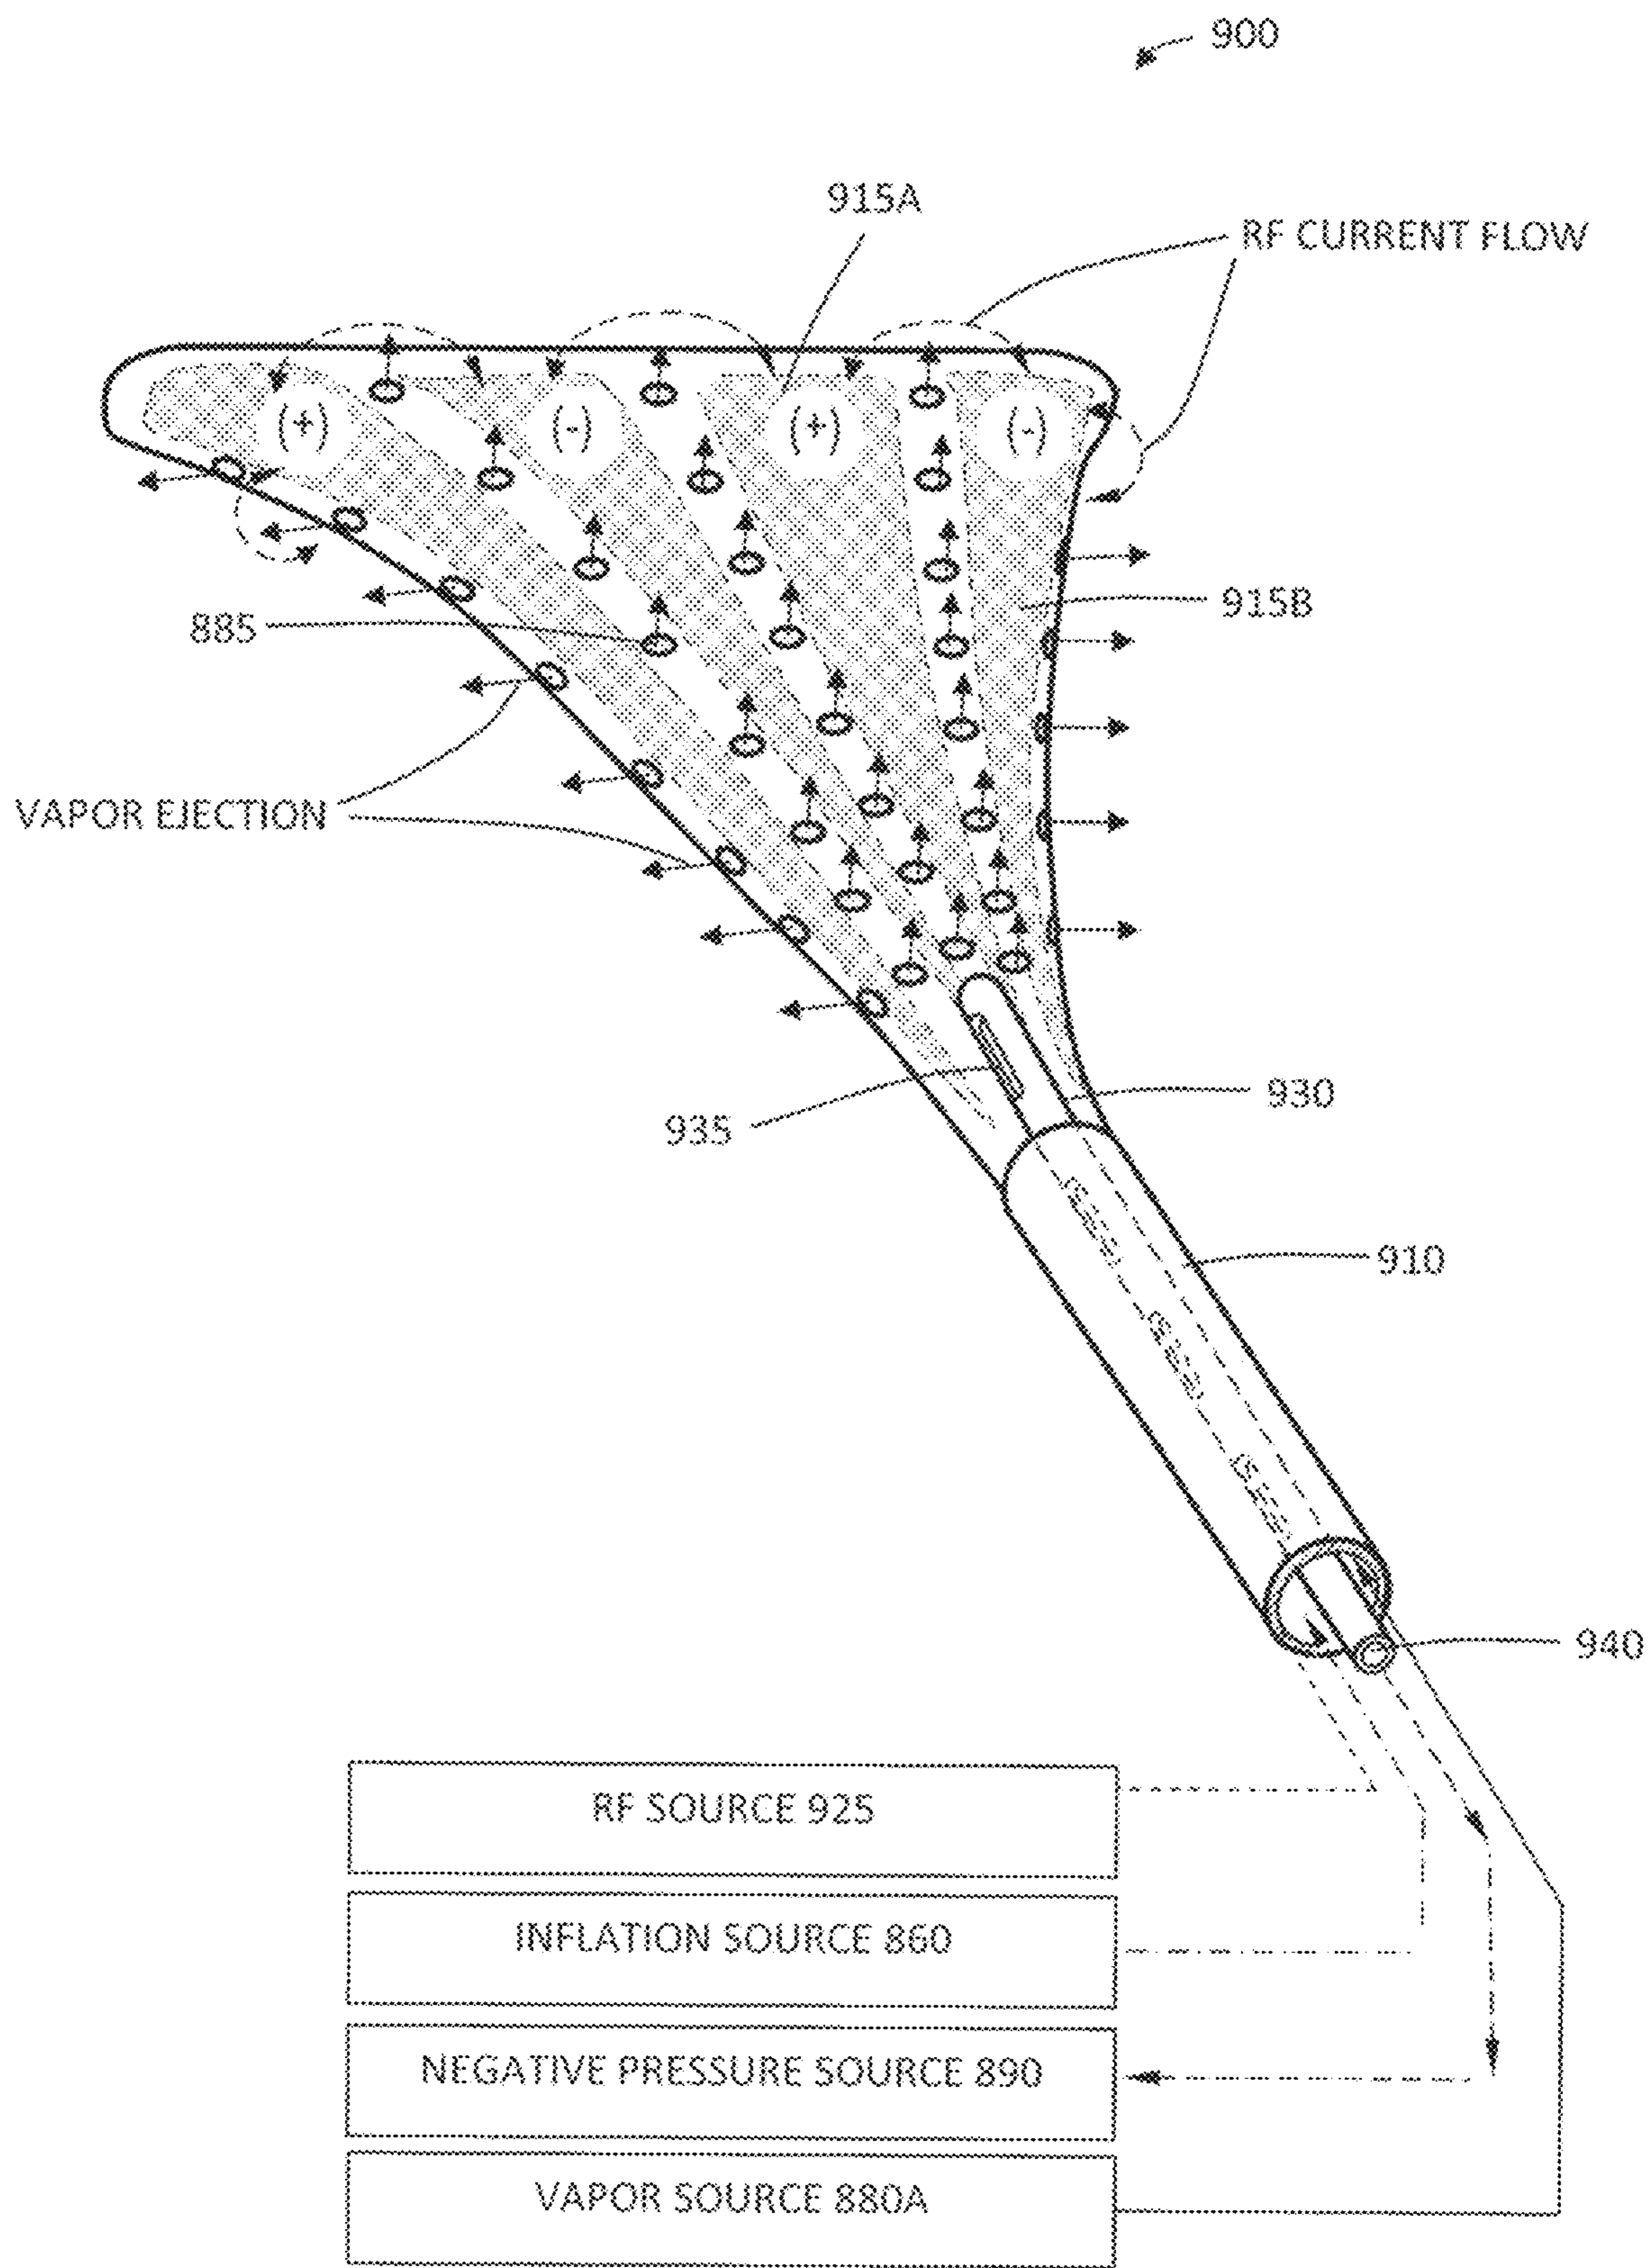 900
915A
RF CURRENT FLOW
(+)
(-)
(+)
(-)
885
915B
VAPOR EJECTION
935
930
910
940
RF SOURCE 925
INFLATION SOURCE 860
NEGATIVE PRESSURE SOURCE 890
VAPOR SOURCE 880A